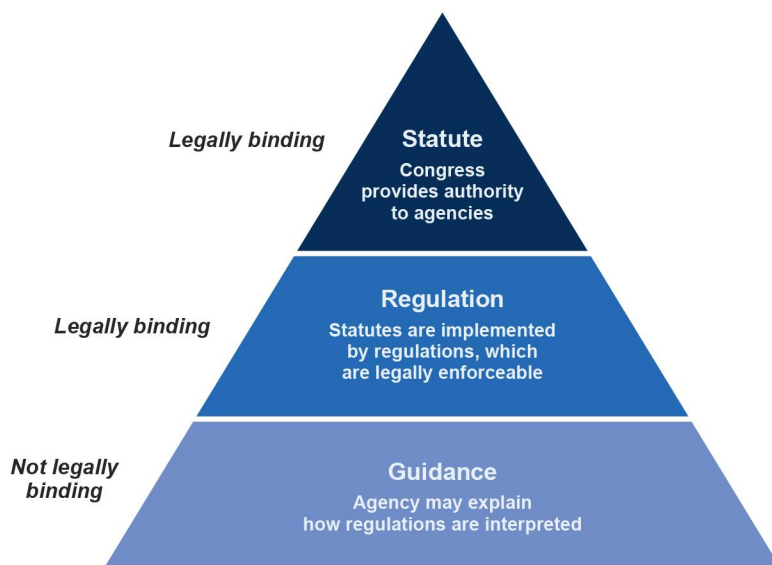 Legally binding
Statute
Congress
provides authority
to agencies
Legally binding
Regulation
Statutes are implemented
by regulations, which
are legally enforceable
Not legally
binding
Guidance
Agency may explain
how regulations are interpreted